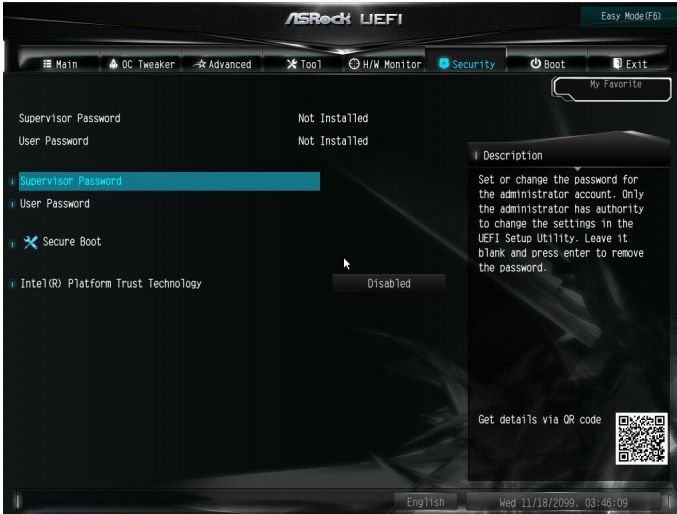 ASRock UEFI
Easy Mode(F6)
Main
OC Tweaker
Advanced
Tool
H/W Monitor
Security
Boot
Exit
My Favorite
Supervisor Password Not Installed
User Password Not Installed
Supervisor Password
User Password
Secure Boot
Intel(R) Platform Trust Technology Disabled
Description
Set or change the password for
the administrator account. Only
the administrator has authority
to change the settings in the
UEFI Setup Utility. Leave it
blank and press enter to remove
the password.
Get details via QR code
English
Wed 11/18/2099. 03:46:09